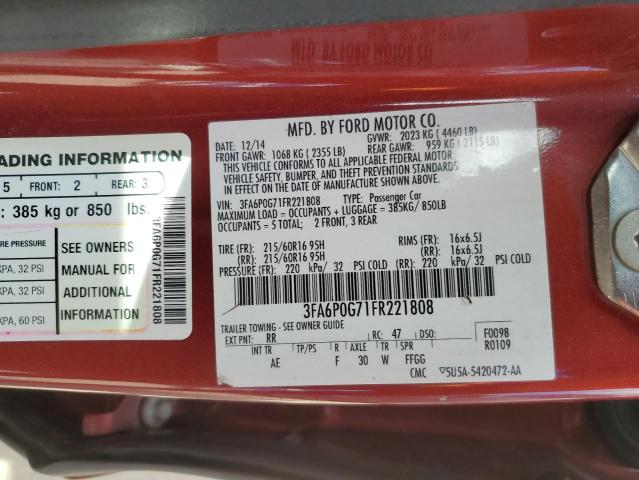 ADING INFORMATION
5 FRONT: 2 REAR: 3
: 385 kg or 850 lbs.
RE PRESSURE
KPA, 32 PSI
KPA, 32 PSI
KPA, 60 PSI
SEE OWNERS
MANUAL FOR
ADDITIONAL
INFORMATION
3FA6P0G71FR221808
MFD. BY FORD MOTOR CO.
DATE: 12/14 GVWR: 2023 KG ( 4460 LB)
FRONT GAWR: 1068 KG ( 2355 LB) REAR GAWR: 959 KG ( 2115 LB)
THIS VEHICLE CONFORMS TO ALL APPLICABLE FEDERAL MOTOR
VEHICLE SAFETY, BUMPER, AND THEFT PREVENTION STANDARDS
IN EFFECT ON THE DATE OF MANUFACTURE SHOWN ABOVE.
VIN: 3FA6P0G71FR221808 TYPE: Passenger Car
MAXIMUM LOAD = OCCUPANTS + LUGGAGE = 385KG/ 850LB
OCCUPANTS = 5 TOTAL; 2 FRONT, 3 REAR
TIRE (FR): 215/60R16 95H RIMS (FR): 16x6.5J
(RR): 215/60R16 95H (RR): 16x6.5J
PRESSURE (FR): 220 kPa/ 32 PSI COLD (RR): 220 kPa/ 32 PSI COLD
3FA6P0G71FR221808
TRAILER TOWING - SEE OWNER GUIDE
EXT PNT: RR RC: 47 DSO: F0098
R0109
INT TR TP/PS R AXLE TR SPR
AE F 30 W FFGG
CMC 5U5A-5420472-AA
MFD. BY FORD MOTOR CO.